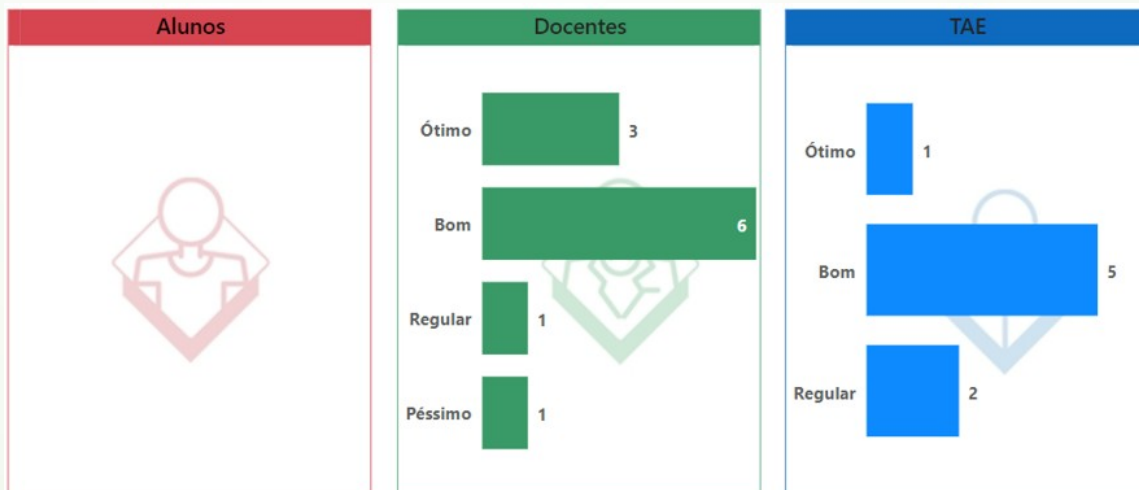 Alunos
Docentes
Ótimo 3
Bom 6
Regular 1
Péssimo 1
TAE
Ótimo 1
Bom 5
Regular 2